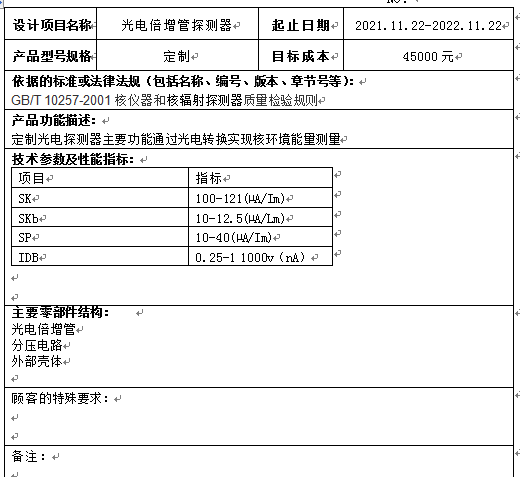 设计项目名称 光电倍增管探测器 起止日期 2021.11.22-2022.11.22
产品型号规格 定制 目标成本 45000 元
依据的标准或法律法规（包括名称、编号、版本、章节号等）：
GB/T 10257-2001 核仪器和核辐射探测器质量检验规则
产品功能描述：
定制光电探测器主要功能通过光电转换实现核环境能量测量
技术参数及性能指标：
项目 指标
SK 100-121(μA/Im)
SKb 10-12.5(μA/Lm)
SP 10-40(μA/Im)
IDB 0.25-1 1000v（nA）
主要零部件结构：
光电倍增管
分压电路
外部壳体
顾客的特殊要求：
备注：